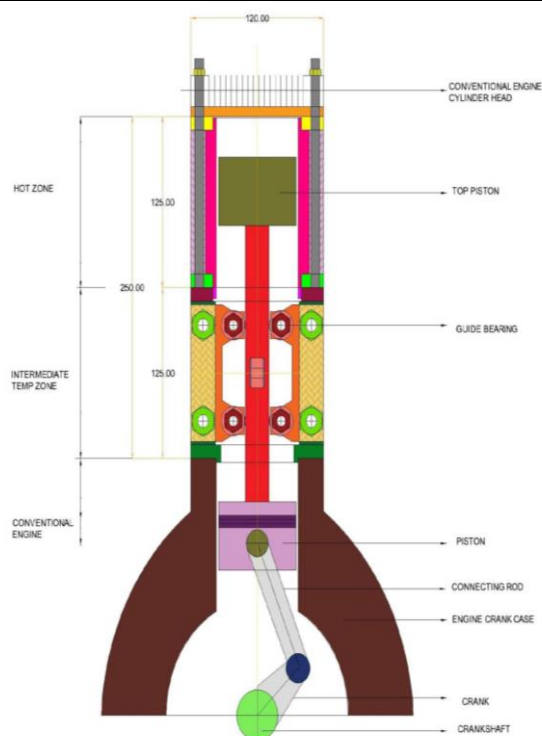 120.00
CONVENTIONAL ENGINE
CYLINDER HEAD
HOT ZONE
125.00
TOP PISTON
250.00
GUIDE BEARING
INTERMEDIATE
TEMP ZONE
125.00
CONVENTIONAL
ENGINE
PISTON
CONNECTING ROD
ENGINE CRANK CASE
CRANK
CRANKSHAFT